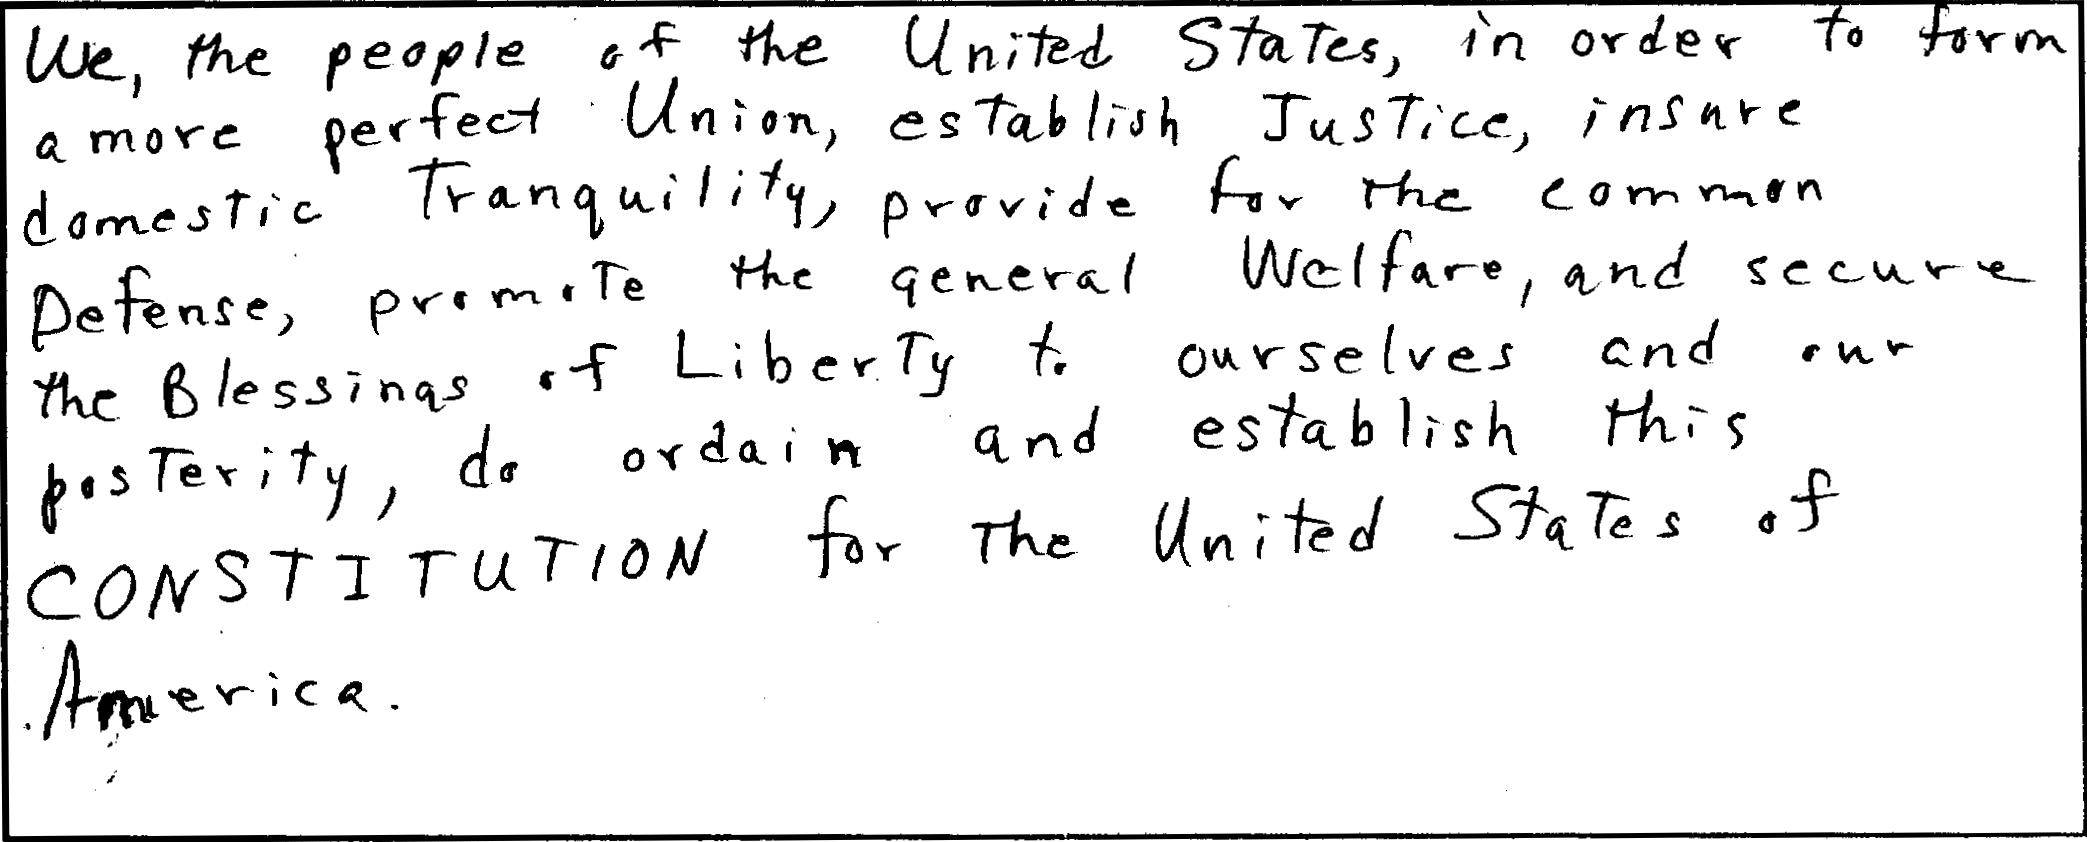 We, the people of the United States, in order to form
a more perfect Union, establish Justice, insure
domestic Tranquility, provide for the common
Defense, promote the general Welfare, and secure
the Blessings of Liberty to ourselves and our
posterity, do ordain and establish this
CONSTITUTION for the United States of
America.